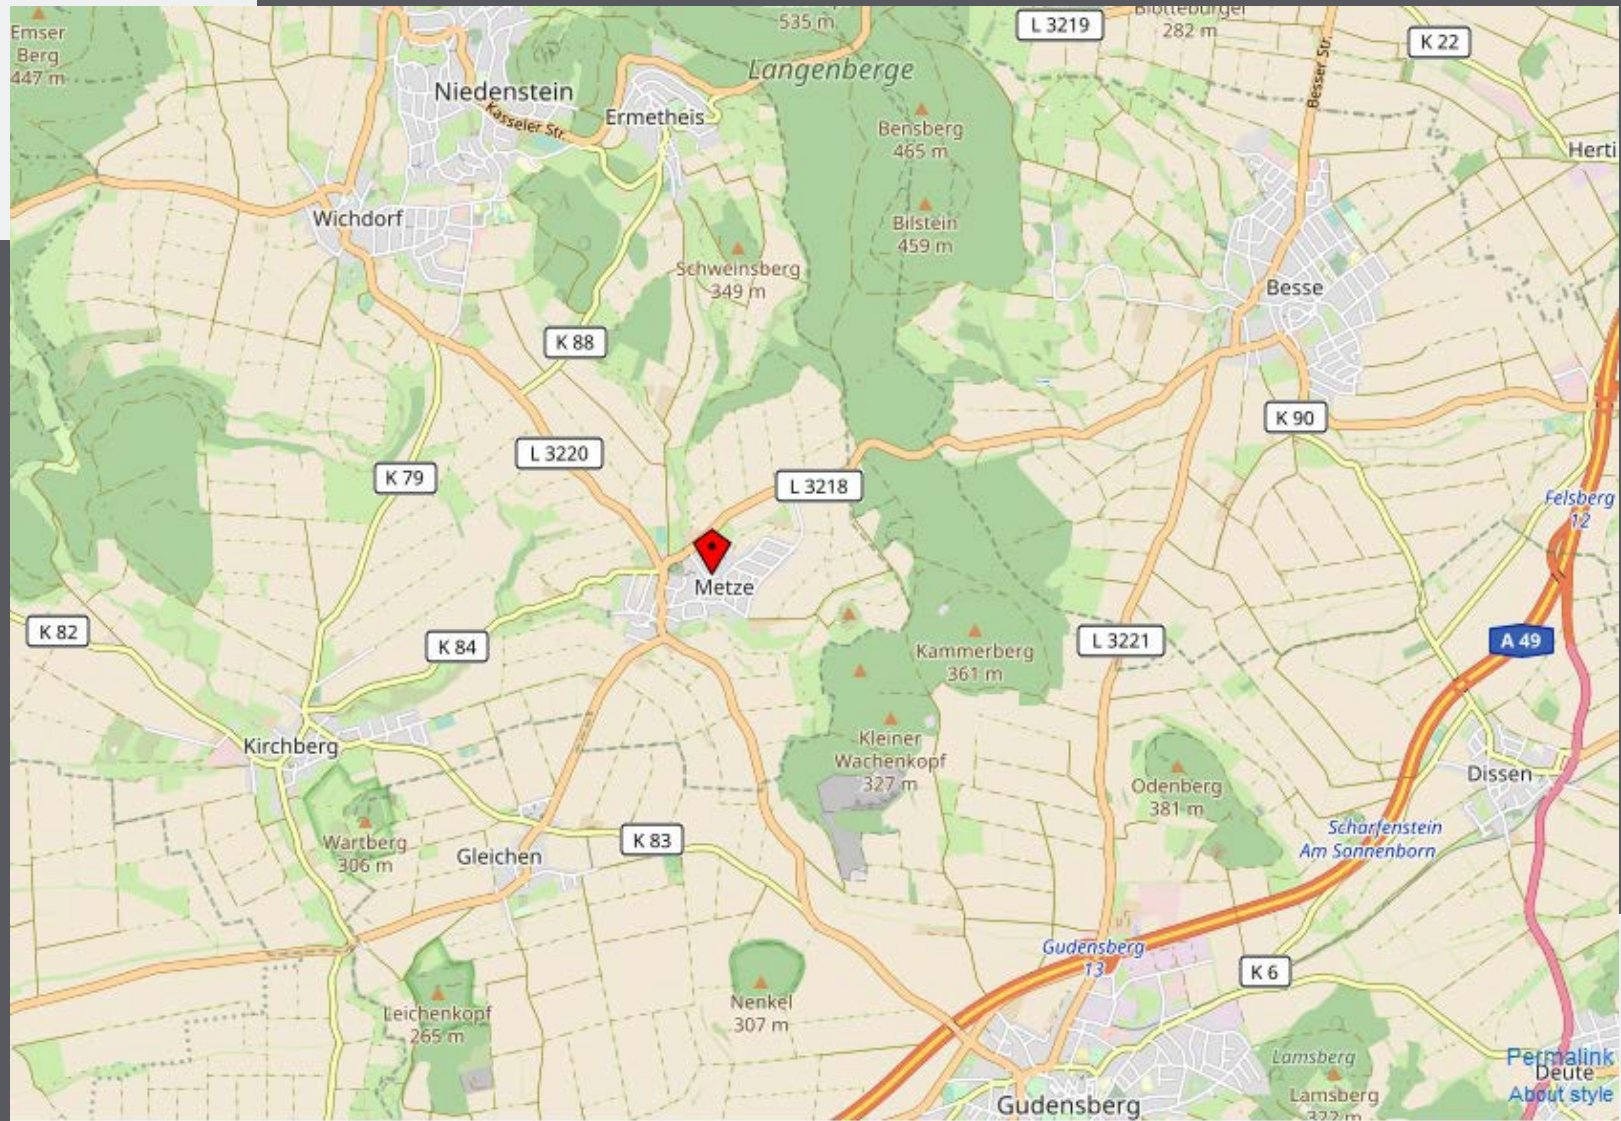 535 m
L 3219
Blotteburger
282 m
K 22
Emser
Berg
447 m
Langenberge
Besser Str.
Niedenstein
Kasseler Str.
Ermetheis
Bensberg
465 m
Herti
Wichdorf
Bilstein
459 m
Schweinsberg
349 m
Besse
K 88
K 90
L 3220
K 79
L 3218
Felsberg
12
Metze
K 82
K 84
Kammerberg
361 m
L 3221
A 49
Kirchberg
Kleiner
Wachenkopf
327 m
Odenberg
381 m
Dissen
Wartberg
306 m
Gleichen
K 83
Scharfenstein
Am Sonnenborn
Gudensberg
13
K 6
Nenkel
307 m
Leichenkopf
265 m
Lamsberg
Permalink
Deute
About style
Lamsberg
322 m
Gudensberg